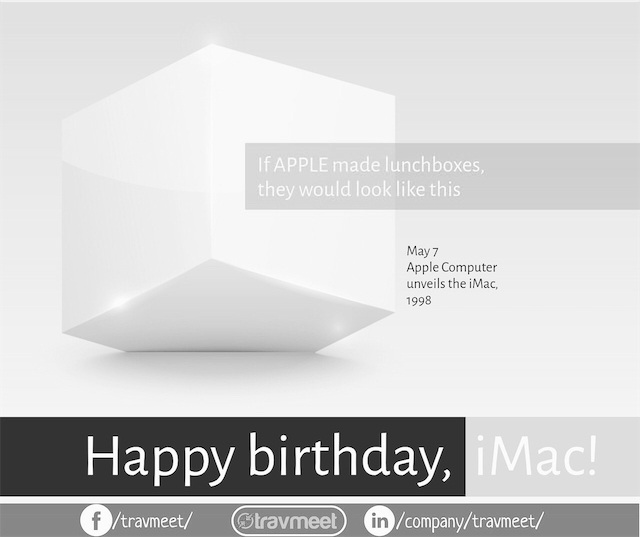 If APPLE made lunchboxes,
they would look like this
May 7
Apple Computer
unveils the iMac,
1998
Happy birthday, iMac!
f /travmeet/ travmeet in /company/travmeet/